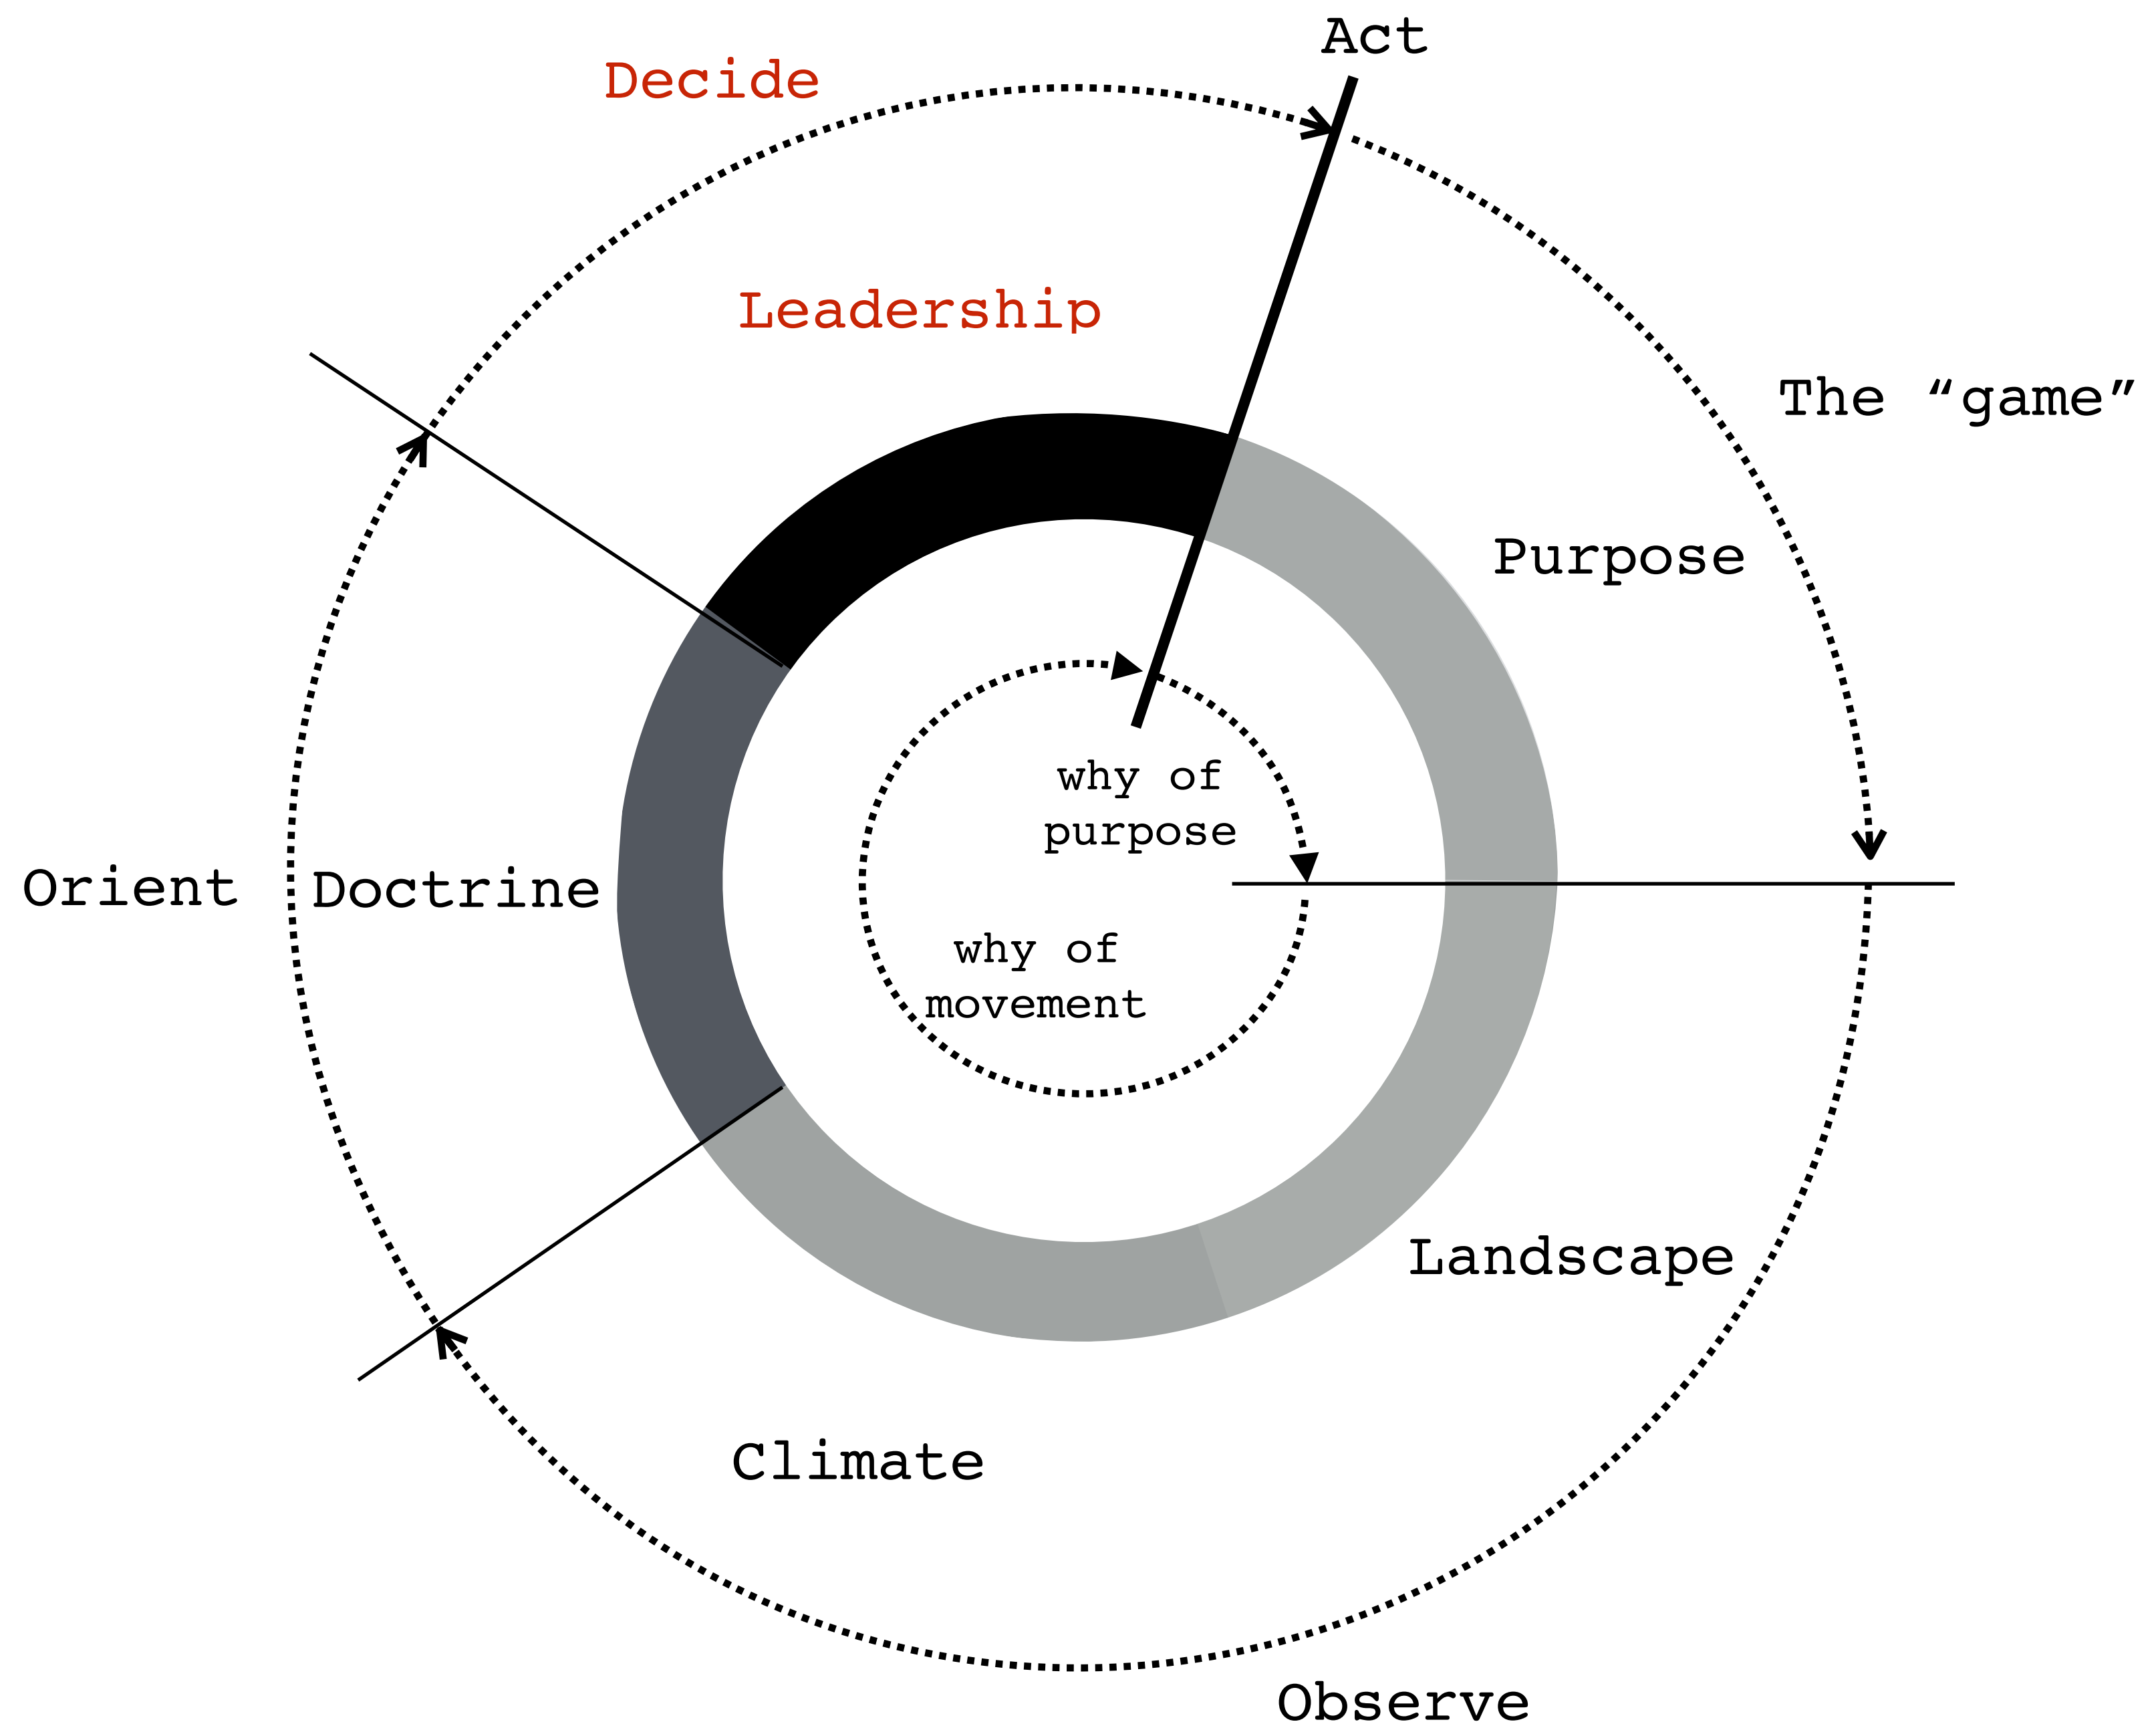 Act
Decide
Leadership
The “game”
Purpose
why of
purpose
Orient
Doctrine
why of
movement
Landscape
Climate
Observe